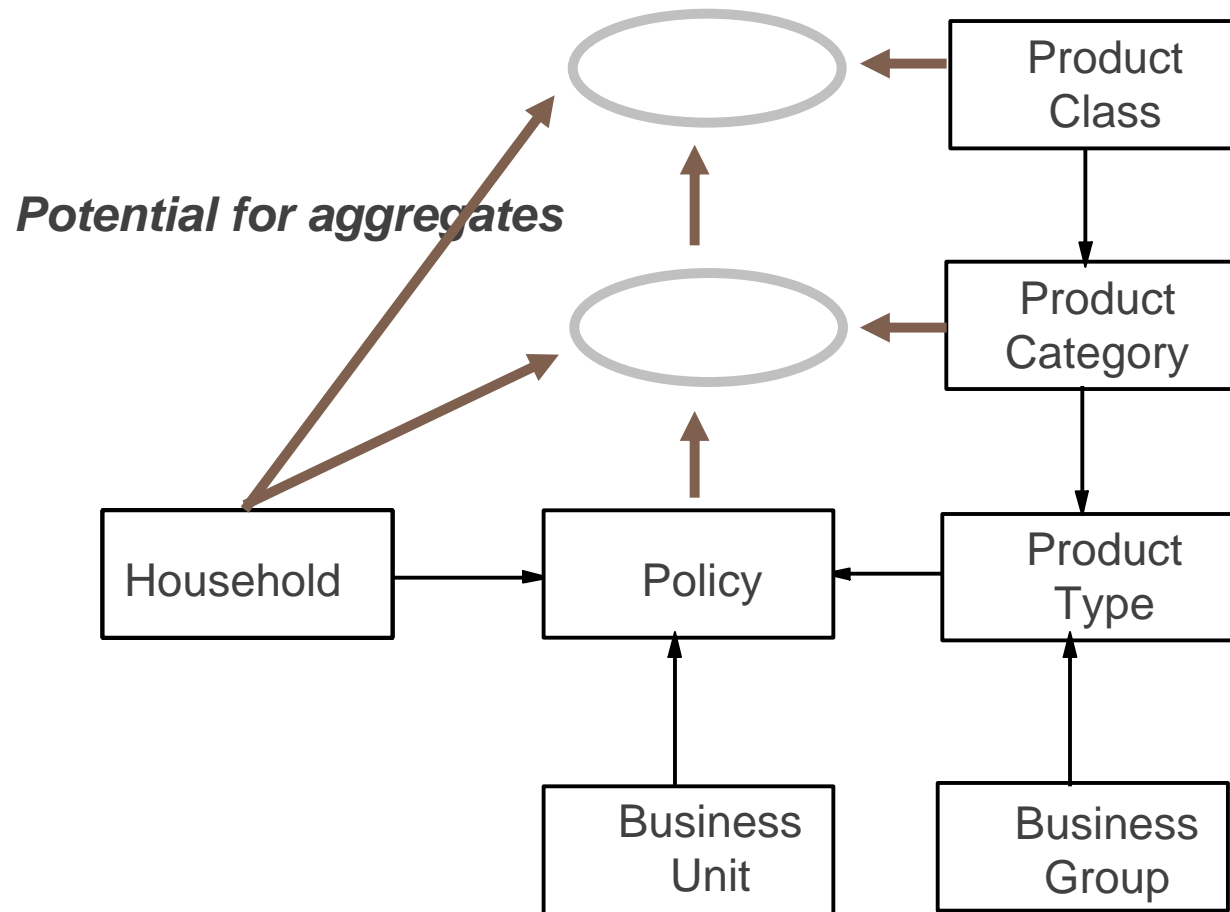 Product
Class
Potential for aggregates
Product
Category
Household
Policy
Product
Type
Business
Unit
Business
Group